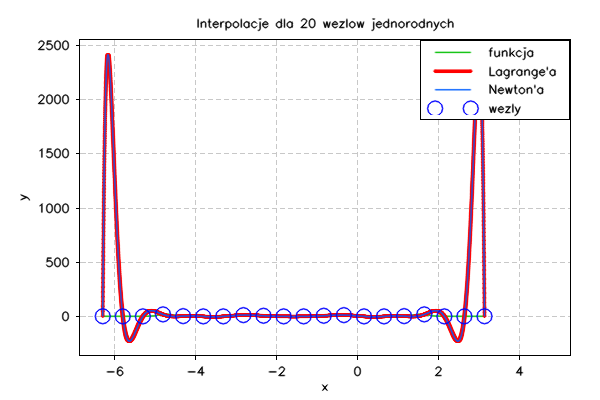 Interpolacje dla 20 wezlow jednorodnych
funkcja
Lagrange'a
Newton'a
wezly
2500
2000
1500
1000
500
0
y
−6
−4
−2
0
2
4
x